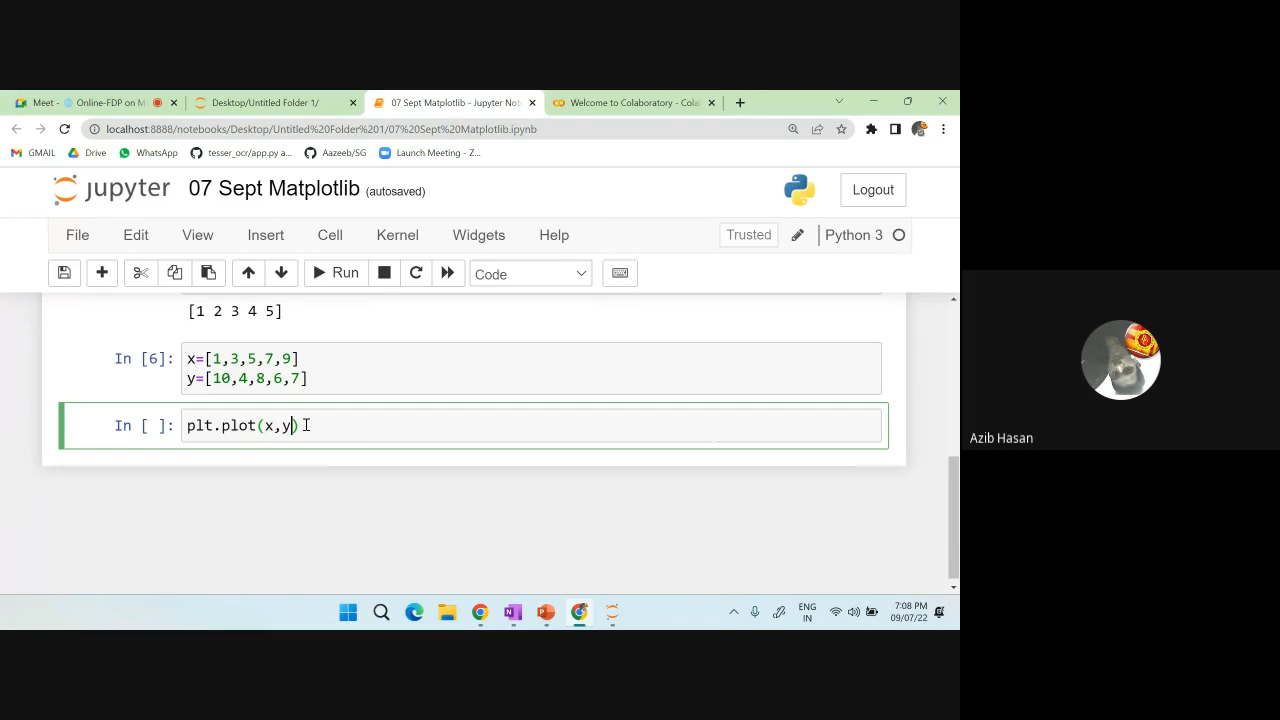 Meet - Online-FDP on M
Desktop/Untitled Folder 1/
07 Sept Matplotlib - Jupyter Not
Welcome to Colaboratory - Colal
localhost:8888/notebooks/Desktop/Untitled%20Folder%201/07%20Sept%20Matplotlib.ipynb
GMAIL Drive WhatsApp tesser_ocr/app.py a... Aazeeb/SG Launch Meeting - Z...
jupyter 07 Sept Matplotlib (autosaved) Logout
File Edit View Insert Cell Kernel Widgets Help Trusted Python 3
Run Code
[1 2 3 4 5]
In [6]: x=[1,3,5,7,9]
y=[10,4,8,6,7]
In [ ]: plt.plot(x,y)
Azib Hasan
ENG 7:08 PM
IN 09/07/22